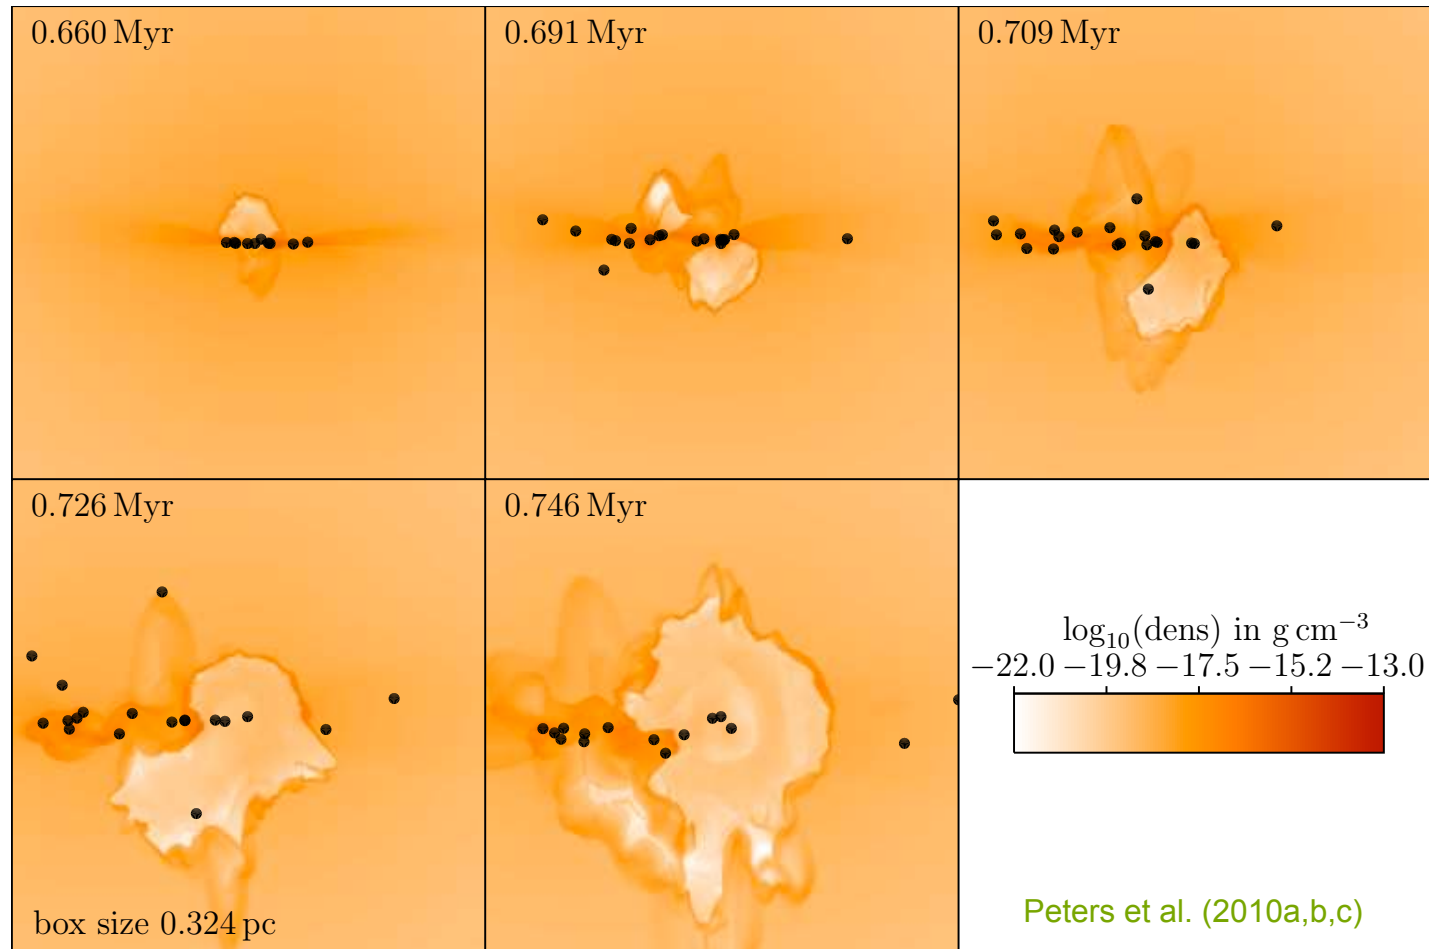 0.660 Myr
0.691 Myr
0.709 Myr
0.726 Myr
0.746 Myr
box size 0.324 pc
log₁₀(dens) in g cm⁻³
−22.0 −19.8 −17.5 −15.2 −13.0
Peters et al. (2010a,b,c)